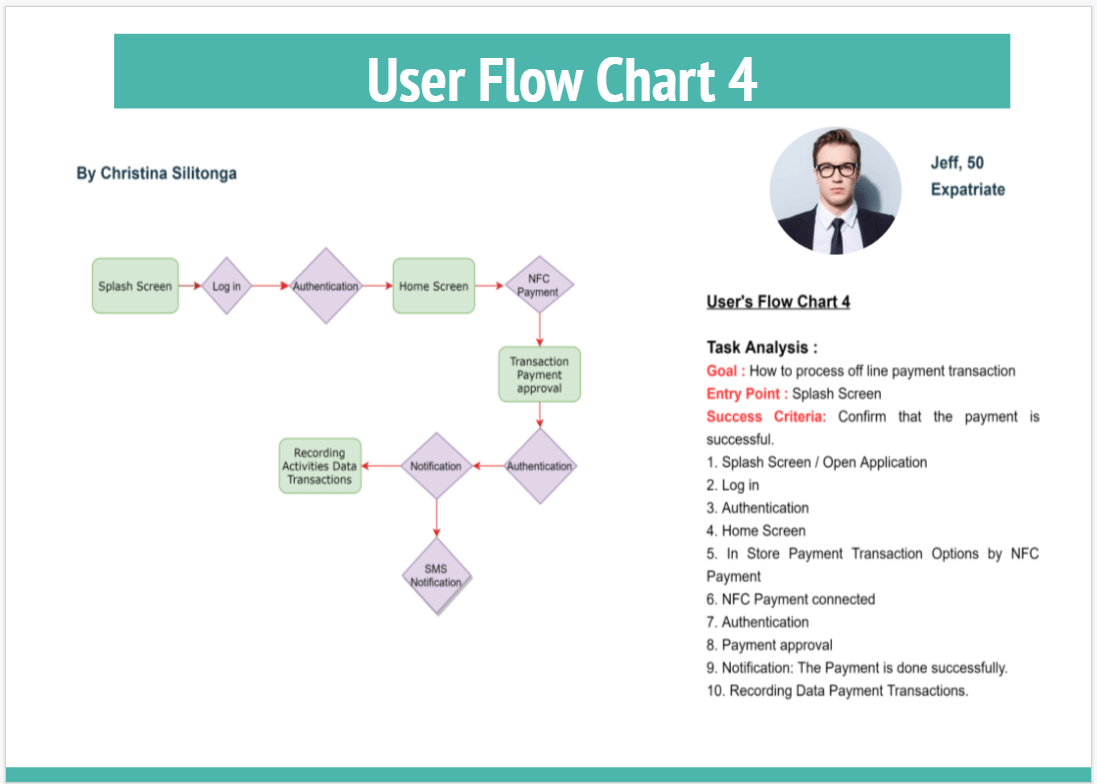 User Flow Chart 4
By Christina Silitonga
Jeff, 50
Expatriate
Splash Screen
Log in
Authentication
Home Screen
NFC
Payment
Transaction
Payment
approval
Authentication
Notification
Recording
Activities Data
Transactions
SMS
Notification
User's Flow Chart 4
Task Analysis :
Goal : How to process off line payment transaction
Entry Point : Splash Screen
Success Criteria: Confirm that the payment is
successful.
1. Splash Screen / Open Application
2. Log in
3. Authentication
4. Home Screen
5. In Store Payment Transaction Options by NFC
Payment
6. NFC Payment connected
7. Authentication
8. Payment approval
9. Notification: The Payment is done successfully.
10. Recording Data Payment Transactions.